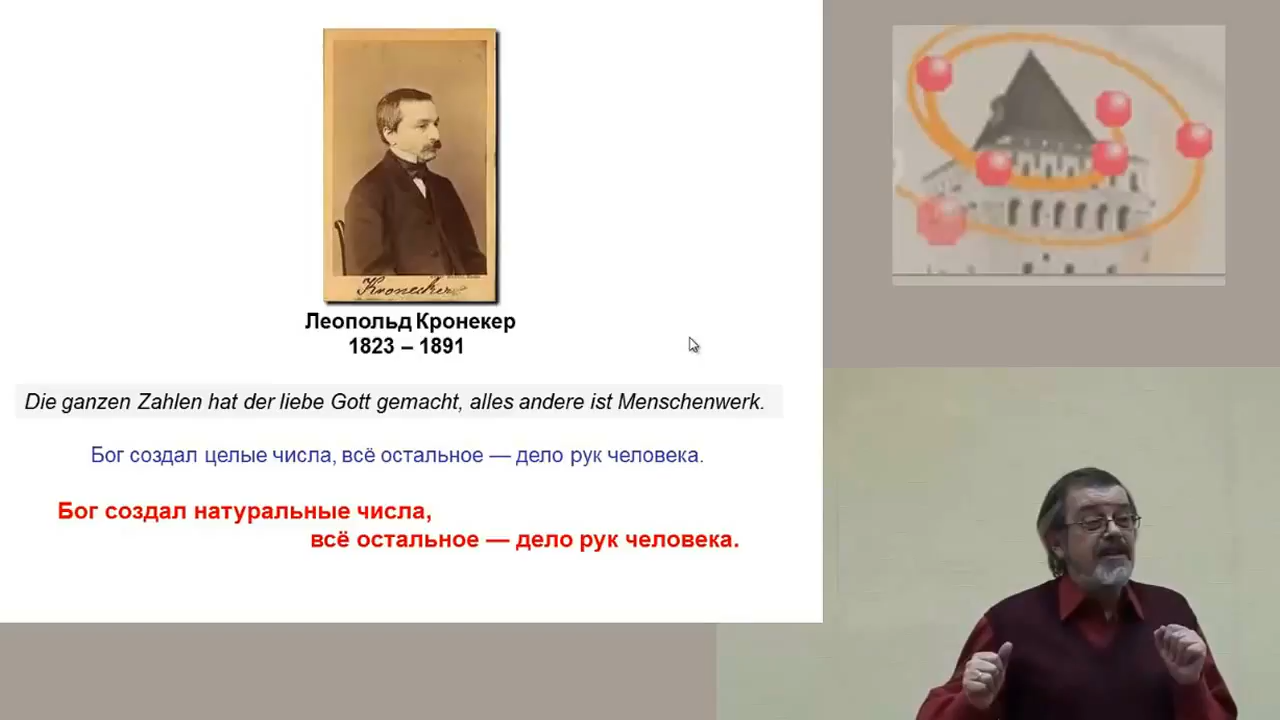 Kronecker
Леопольд Кронекер
1823 – 1891
Die ganzen Zahlen hat der liebe Gott gemacht, alles andere ist Menschenwerk.
Бог создал целые числа, всё остальное — дело рук человека.
Бог создал натуральные числа,
всё остальное — дело рук человека.